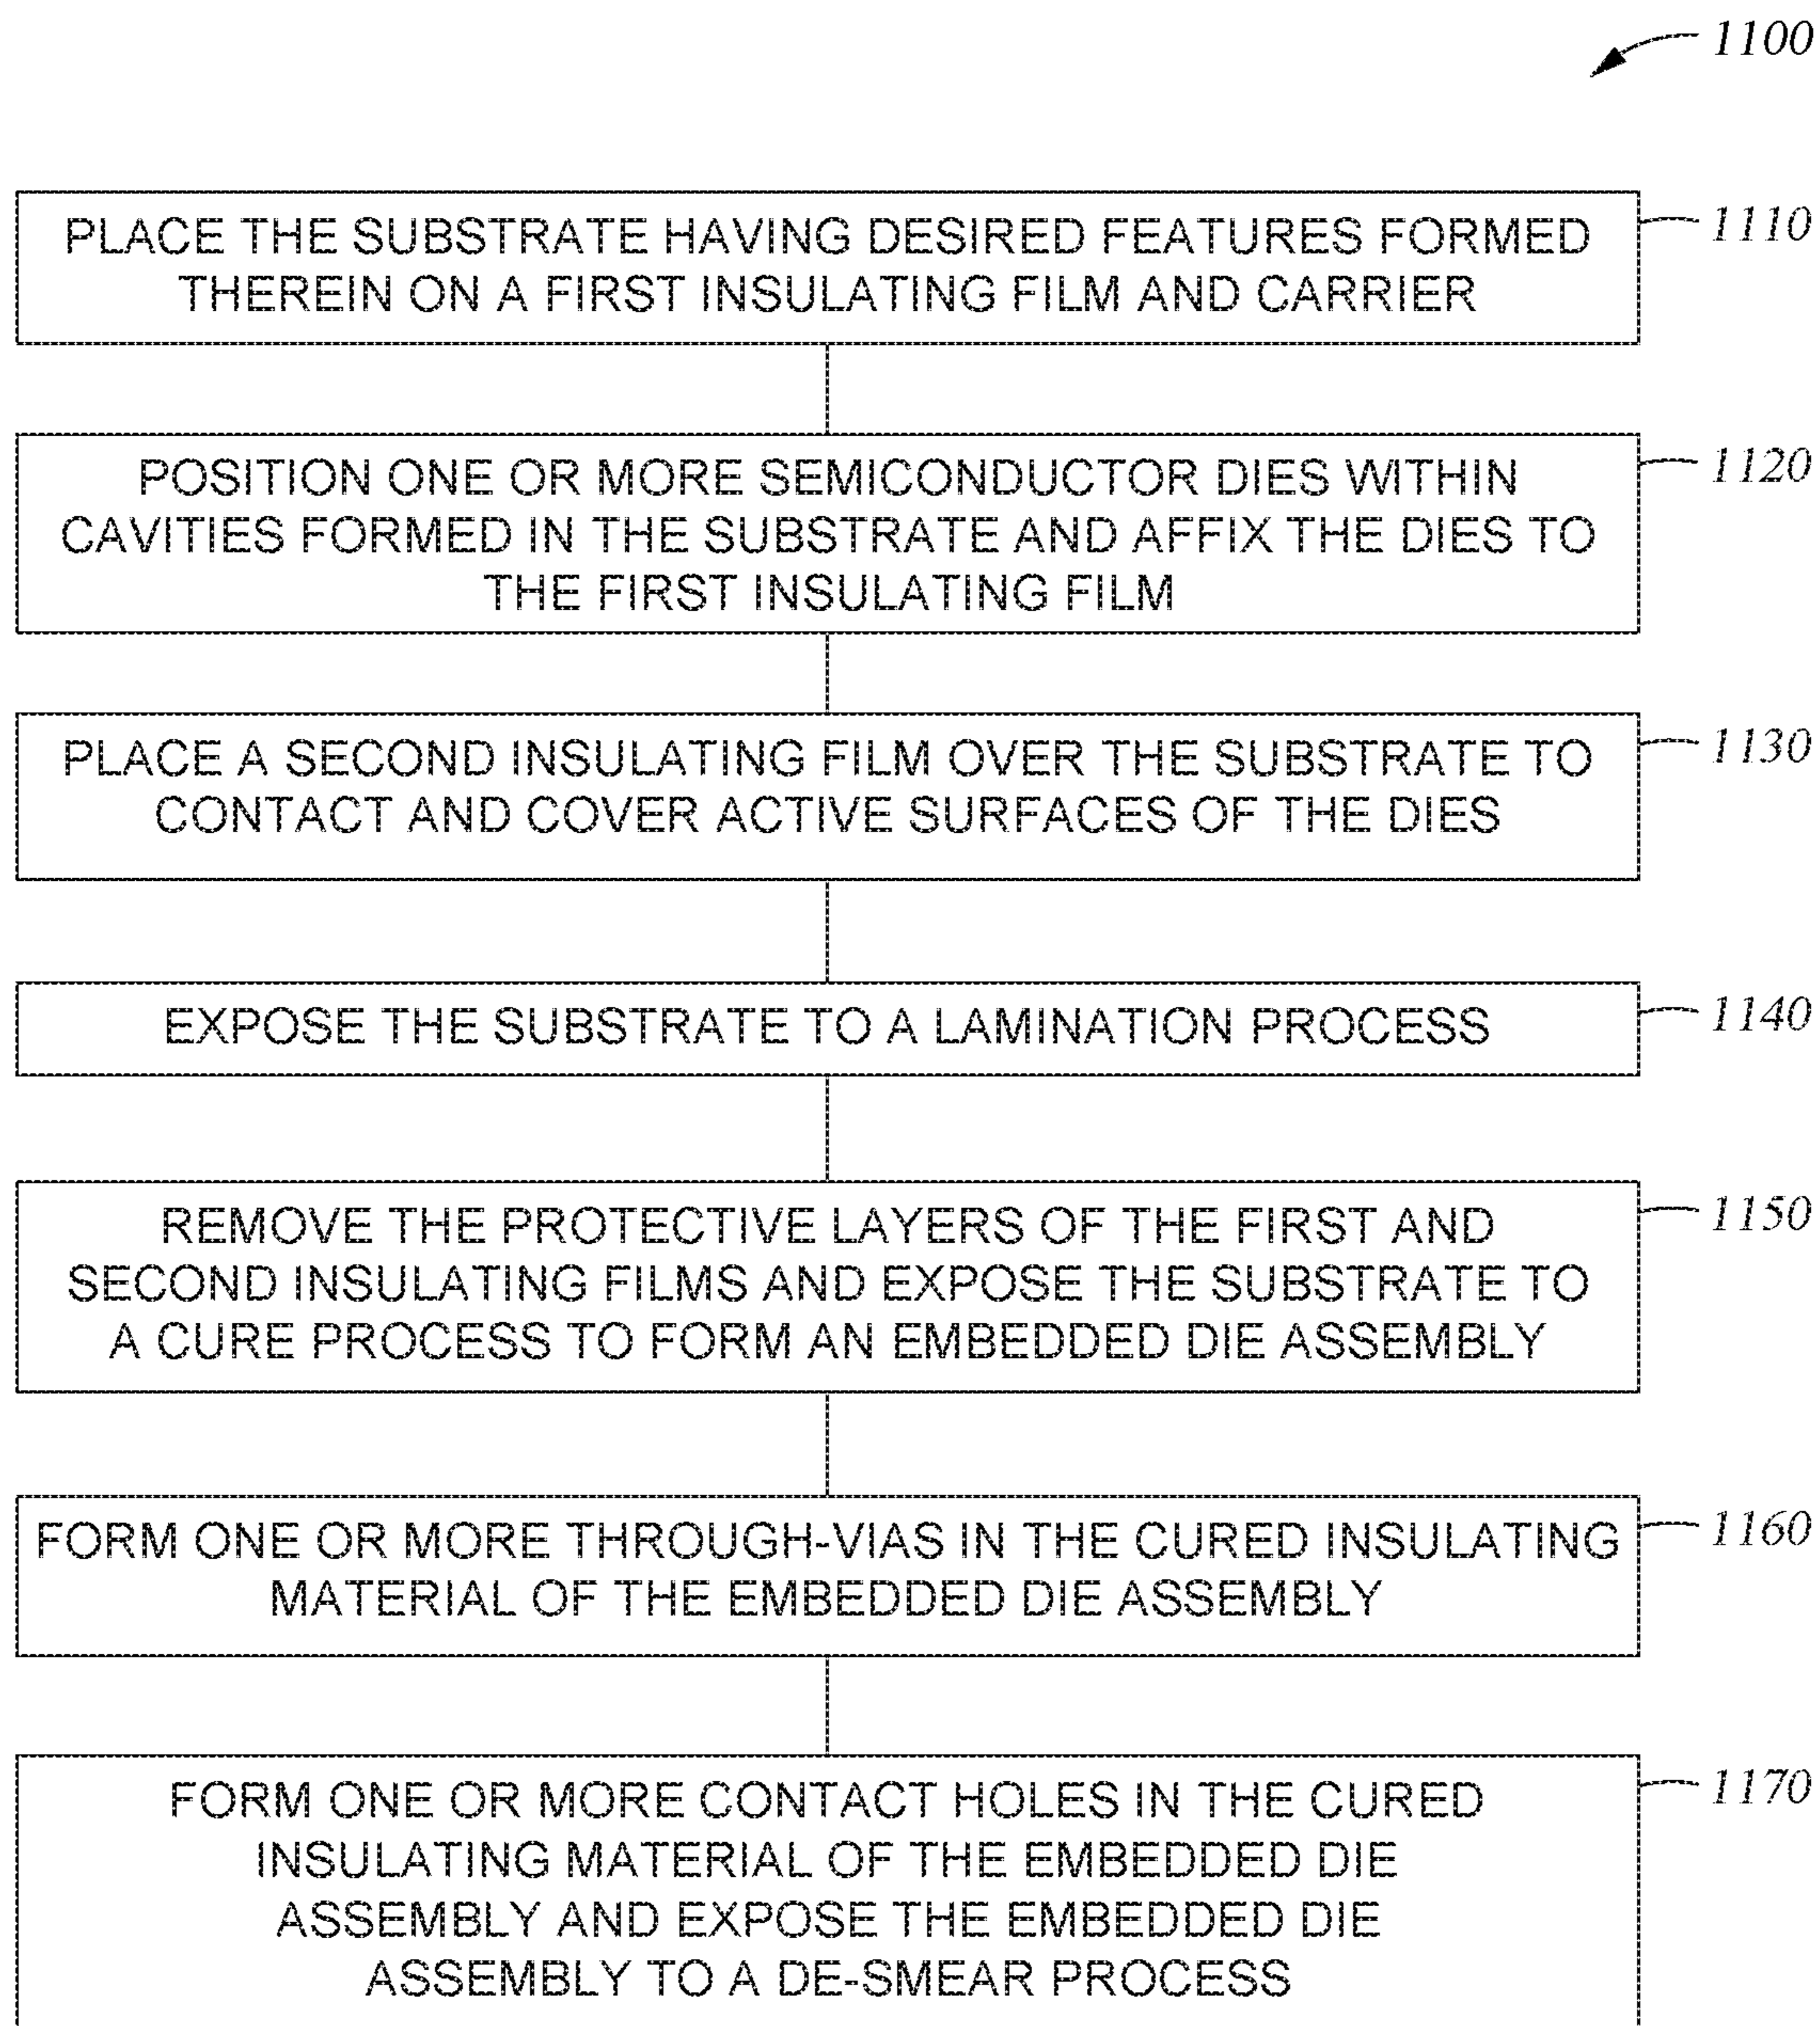 1100
PLACE THE SUBSTRATE HAVING DESIRED FEATURES FORMED
THEREIN ON A FIRST INSULATING FILM AND CARRIER
1110
POSITION ONE OR MORE SEMICONDUCTOR DIES WITHIN
CAVITIES FORMED IN THE SUBSTRATE AND AFFIX THE DIES TO
THE FIRST INSULATING FILM
1120
PLACE A SECOND INSULATING FILM OVER THE SUBSTRATE TO
CONTACT AND COVER ACTIVE SURFACES OF THE DIES
1130
EXPOSE THE SUBSTRATE TO A LAMINATION PROCESS
1140
REMOVE THE PROTECTIVE LAYERS OF THE FIRST AND
SECOND INSULATING FILMS AND EXPOSE THE SUBSTRATE TO
A CURE PROCESS TO FORM AN EMBEDDED DIE ASSEMBLY
1150
FORM ONE OR MORE THROUGH-VIAS IN THE CURED INSULATING
MATERIAL OF THE EMBEDDED DIE ASSEMBLY
1160
FORM ONE OR MORE CONTACT HOLES IN THE CURED
INSULATING MATERIAL OF THE EMBEDDED DIE
ASSEMBLY AND EXPOSE THE EMBEDDED DIE
ASSEMBLY TO A DE-SMEAR PROCESS
1170